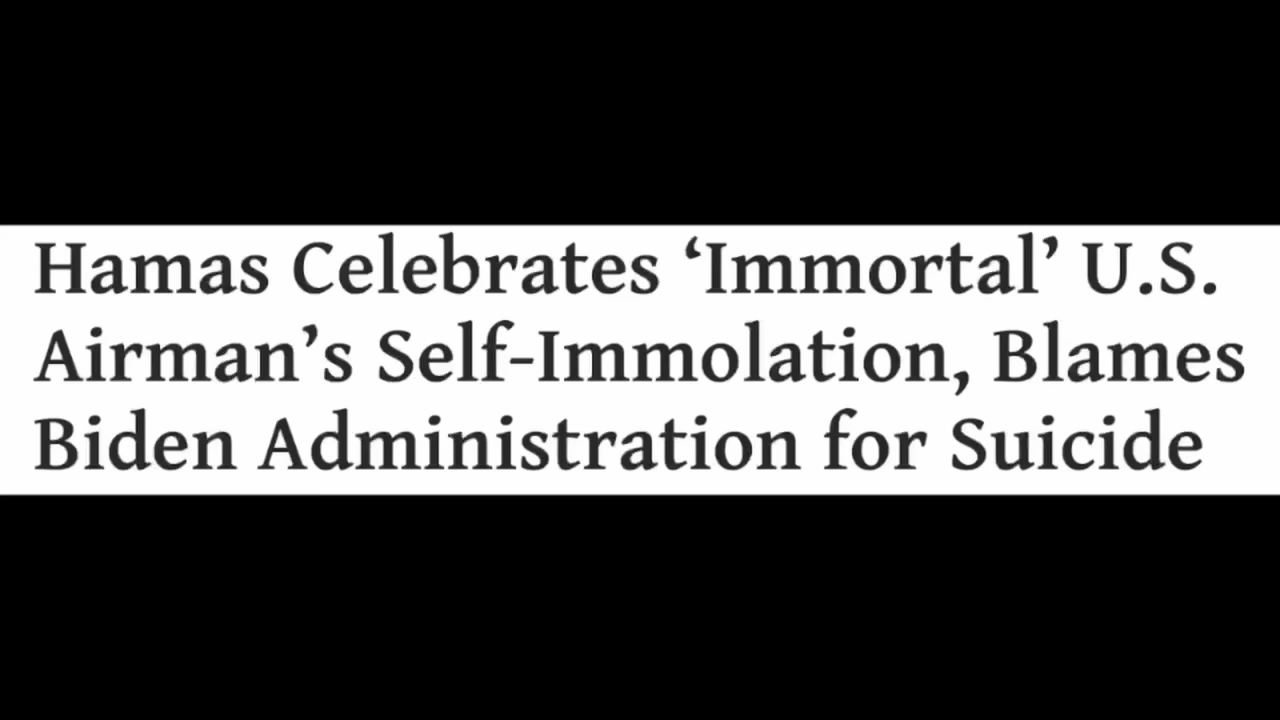 Hamas Celebrates ‘Immortal’ U.S.
Airman’s Self-Immolation, Blames
Biden Administration for Suicide